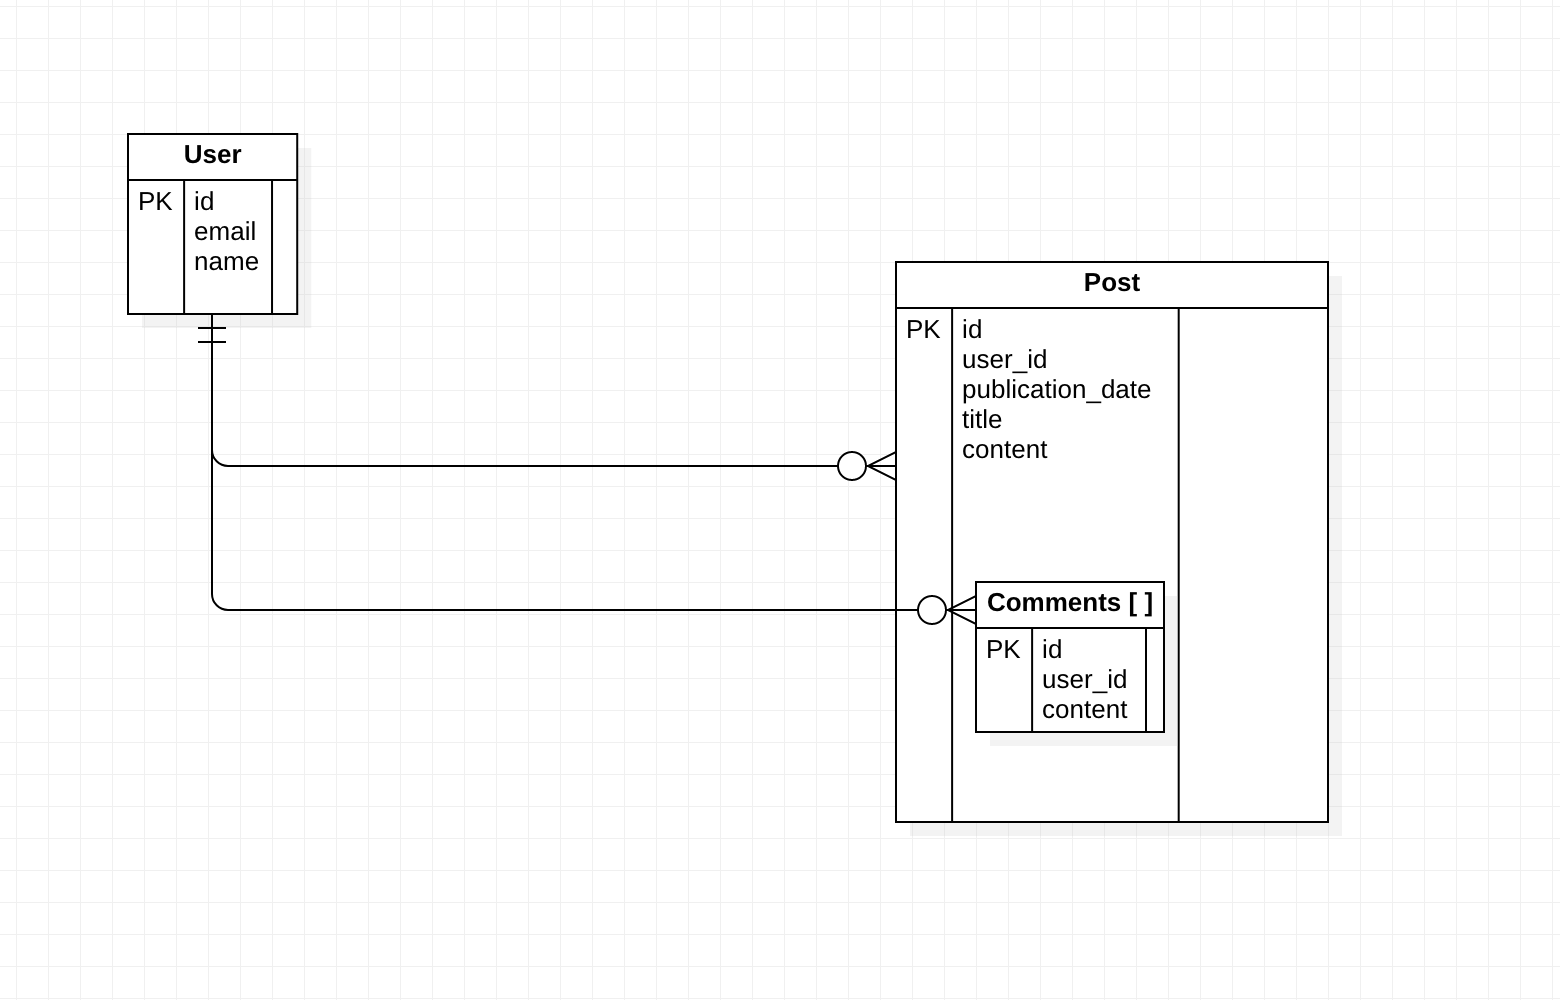 User
PK id
email
name
Post
PK id
user_id
publication_date
title
content
Comments [ ]
PK id
user_id
content